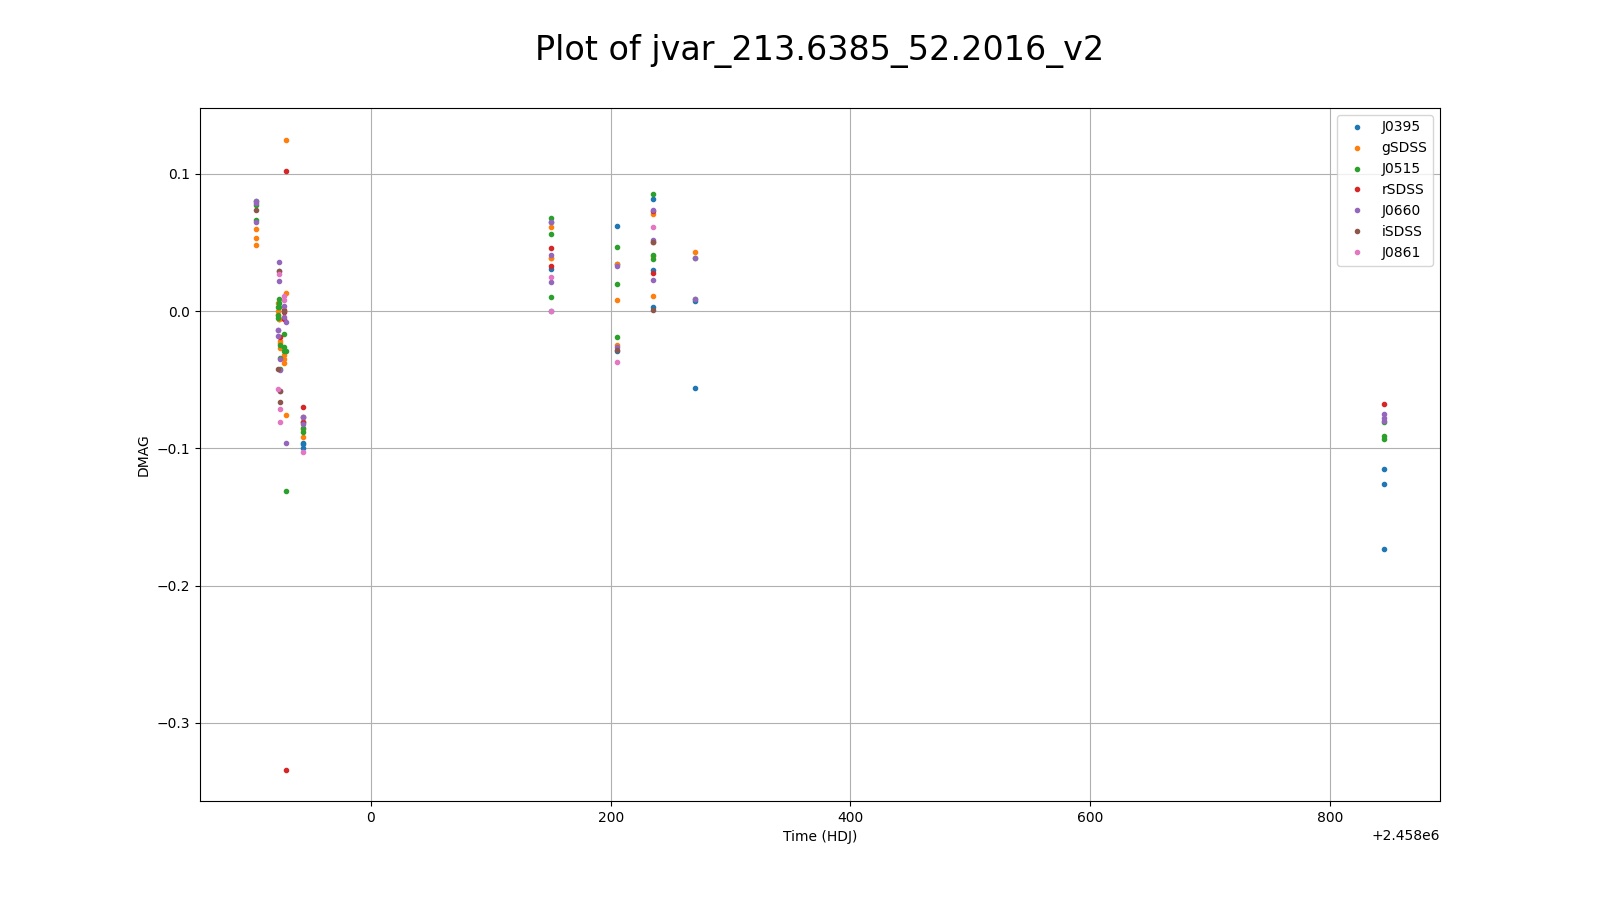 Plot of jvar_213.6385_52.2016_v2
J0395
gSDSS
J0515
rSDSS
J0660
iSDSS
J0861
0.1
0.0
−0.1
−0.2
−0.3
DMAG
0 200 400 600 800
Time (HDJ)
+2.458e6